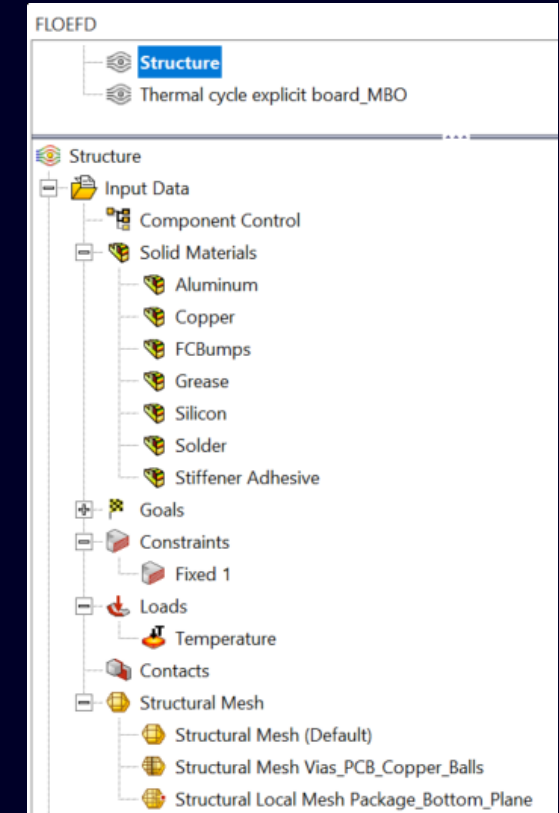 FLOEFD
Structure
Thermal cycle explicit board_MBO
Structure
Input Data
Component Control
Solid Materials
Aluminum
Copper
FCBumps
Grease
Silicon
Solder
Stiffener Adhesive
Goals
Constraints
Fixed 1
Loads
Temperature
Contacts
Structural Mesh
Structural Mesh (Default)
Structural Mesh Vias_PCB_Copper_Balls
Structural Local Mesh Package_Bottom_Plane